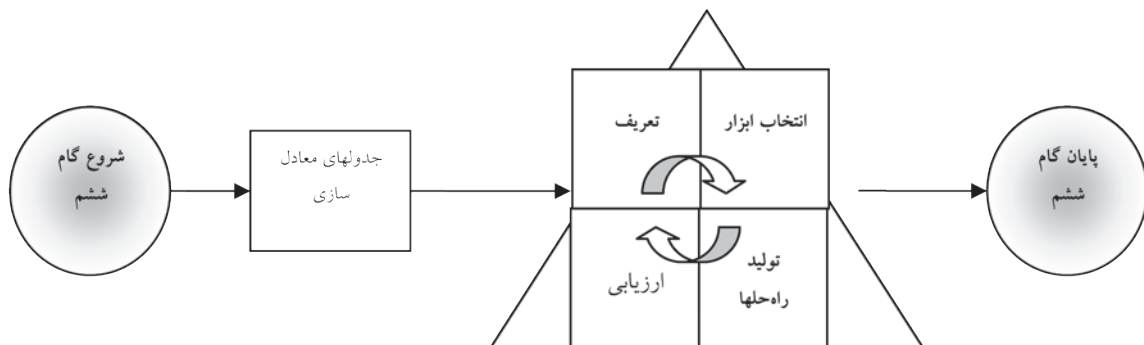 شروع گام
ششم
جدولهای معادل
سازی
تعریف
انتخاب ابزار
ارزیابی
تولید
راه‌حلها
پایان گام
ششم